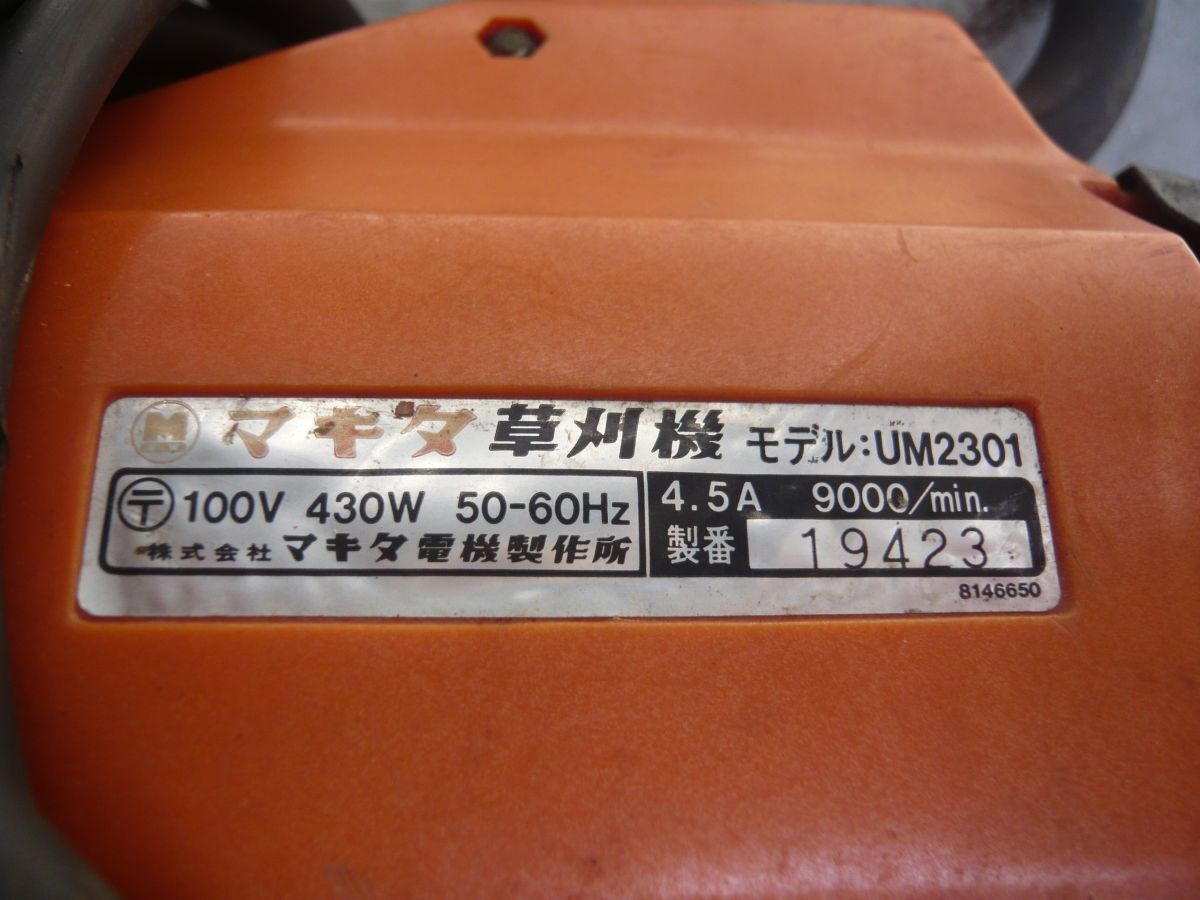 M マキタ 草刈機 モデル:UM2301
〒 100V 430W 50-60Hz
株式会社 マキタ電機製作所
4.5A 9000/min.
製番 19423
8146650